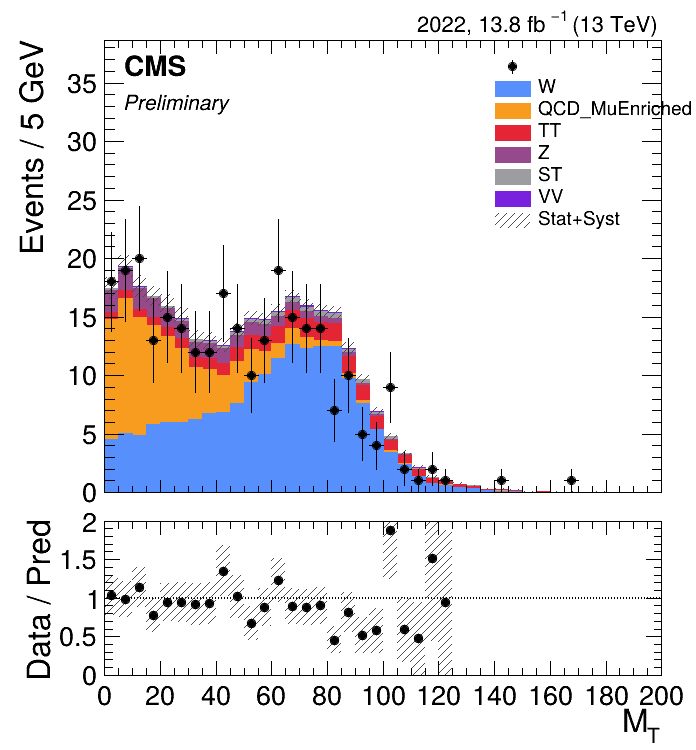 2022, 13.8 fb⁻¹ (13 TeV)
CMS
Preliminary
W
QCD_MuEnriched
TT
Z
ST
VV
Stat+Syst
Events / 5 GeV
35
30
25
20
15
10
5
0
Data / Pred
2
1.5
1
0.5
0
0 20 40 60 80 100 120 140 160 180 200
M_T